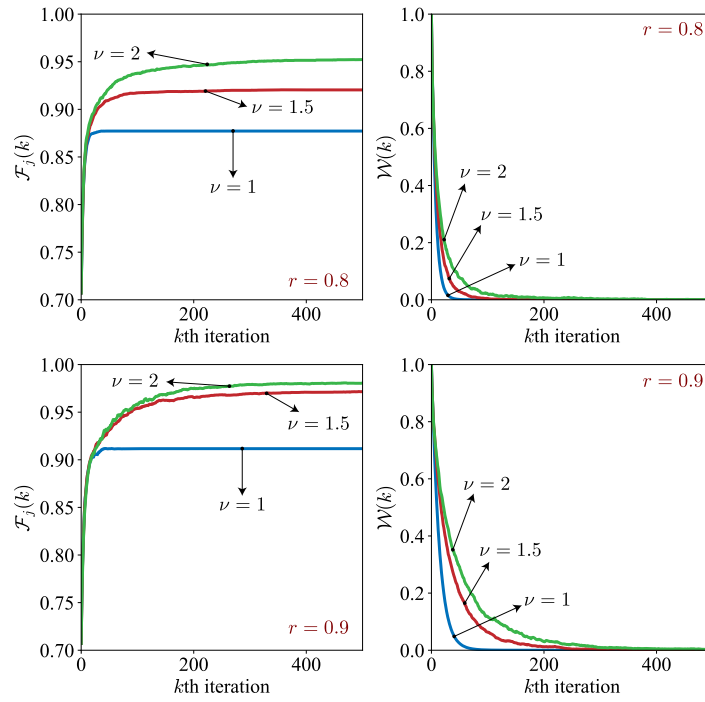 1.00
0.95
0.90
0.85
0.80
0.75
0.70
0
200
400
kth iteration
ℱⱼ(k)
ν = 2
ν = 1.5
ν = 1
r = 0.8
1.0
0.8
0.6
0.4
0.2
0.0
0
200
400
kth iteration
𝒲(k)
r = 0.8
ν = 2
ν = 1.5
ν = 1
1.00
0.95
0.90
0.85
0.80
0.75
0.70
0
200
400
kth iteration
ℱⱼ(k)
ν = 2
ν = 1.5
ν = 1
r = 0.9
1.0
0.8
0.6
0.4
0.2
0.0
0
200
400
kth iteration
𝒲(k)
r = 0.9
ν = 2
ν = 1.5
ν = 1